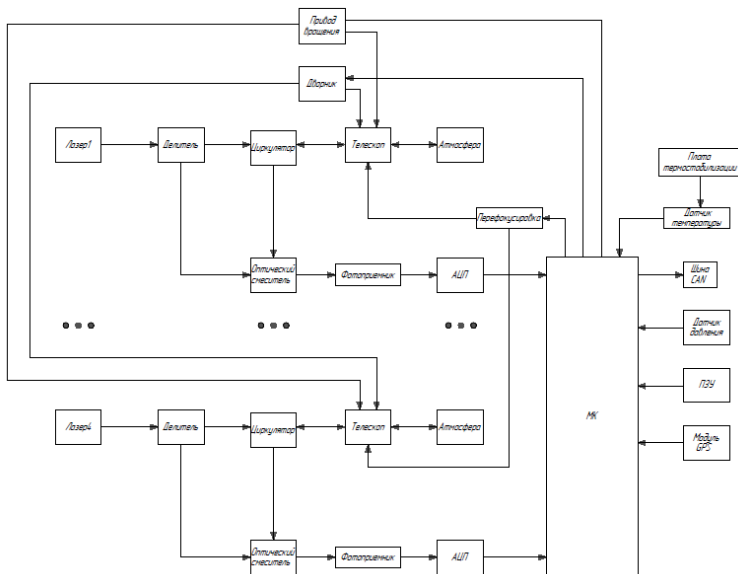 Привод
вращения
Дворник
Лазер1
Делитель
Циркулятор
Телескоп
Атмосфера
Плата
термостабилизации
Перефокусировка
Датчик
температуры
Оптический
смеситель
Фотоприемник
АЦП
Шина
CAN
Датчик
давления
ПЗУ
МК
Лазер4
Делитель
Циркулятор
Телескоп
Атмосфера
Модуль
GPS
Оптический
смеситель
Фотоприемник
АЦП